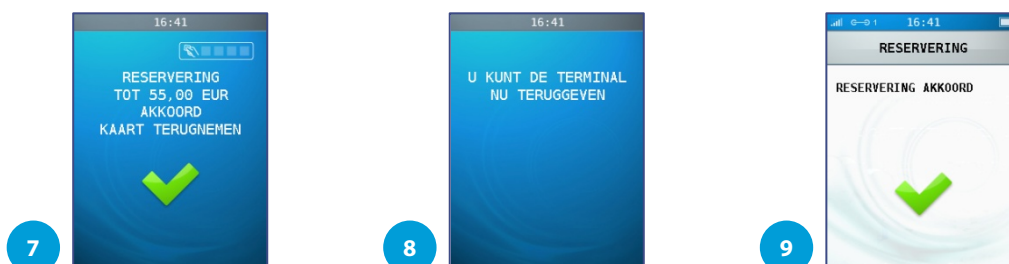 16:41
RESERVERING
TOT 55,00 EUR
AKKOORD
KAART TERUGNEMEN
7
16:41
U KUNT DE TERMINAL
NU TERUGGEVEN
8
1 16:41
RESERVERING
RESERVERING AKKOORD
9